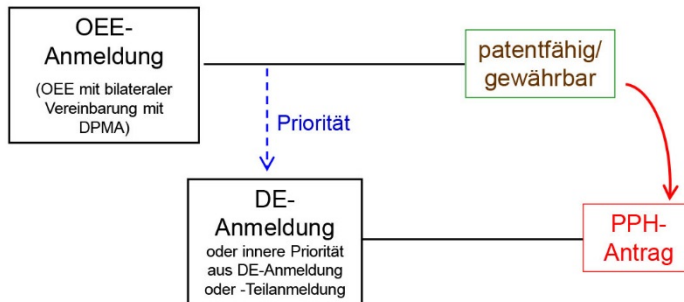 OEE-
Anmeldung
(OEE mit bilateraler
Vereinbarung mit
DPMA)
patentfähig/
gewährbar
Priorität
DE-
Anmeldung
oder innere Priorität
aus DE-Anmeldung
oder -Teilanmeldung
PPH-
Antrag